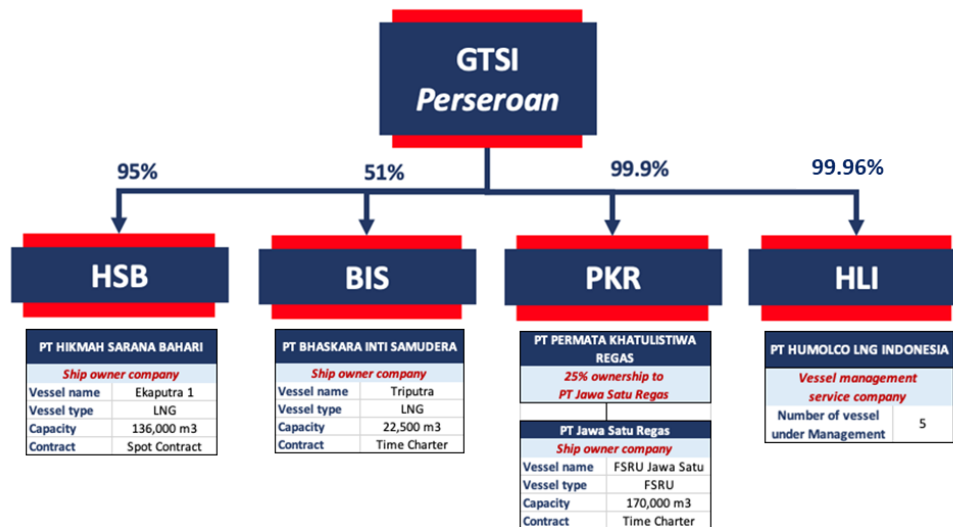 GTSI
Perseroan
95%
51%
99.9%
99.96%
HSB
BIS
PKR
HLI
PT HIKMAH SARANA BAHARI
Ship owner company
Vessel name Ekaputra 1
Vessel type LNG
Capacity 136,000 m3
Contract Spot Contract
PT BHASKARA INTI SAMUDERA
Ship owner company
Vessel name Triputra
Vessel type LNG
Capacity 22,500 m3
Contract Time Charter
PT PERMATA KHATULISTIWA
REGAS
25% ownership to
PT Jawa Satu Regas
PT Jawa Satu Regas
Ship owner company
Vessel name FSRU Jawa Satu
Vessel type FSRU
Capacity 170,000 m3
Contract Time Charter
PT HUMOLCO LNG INDONESIA
Vessel management
service company
Number of vessel
under Management 5